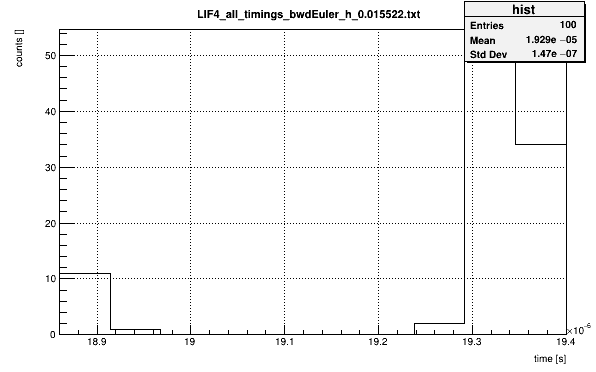 LIF4_all_timings_bwdEuler_h_0.015522.txt
hist
Entries 100
Mean 1.929e −05
Std Dev 1.47e −07
counts []
50
40
30
20
10
0
18.9 19 19.1 19.2 19.3 19.4
×10⁻⁶
time [s]